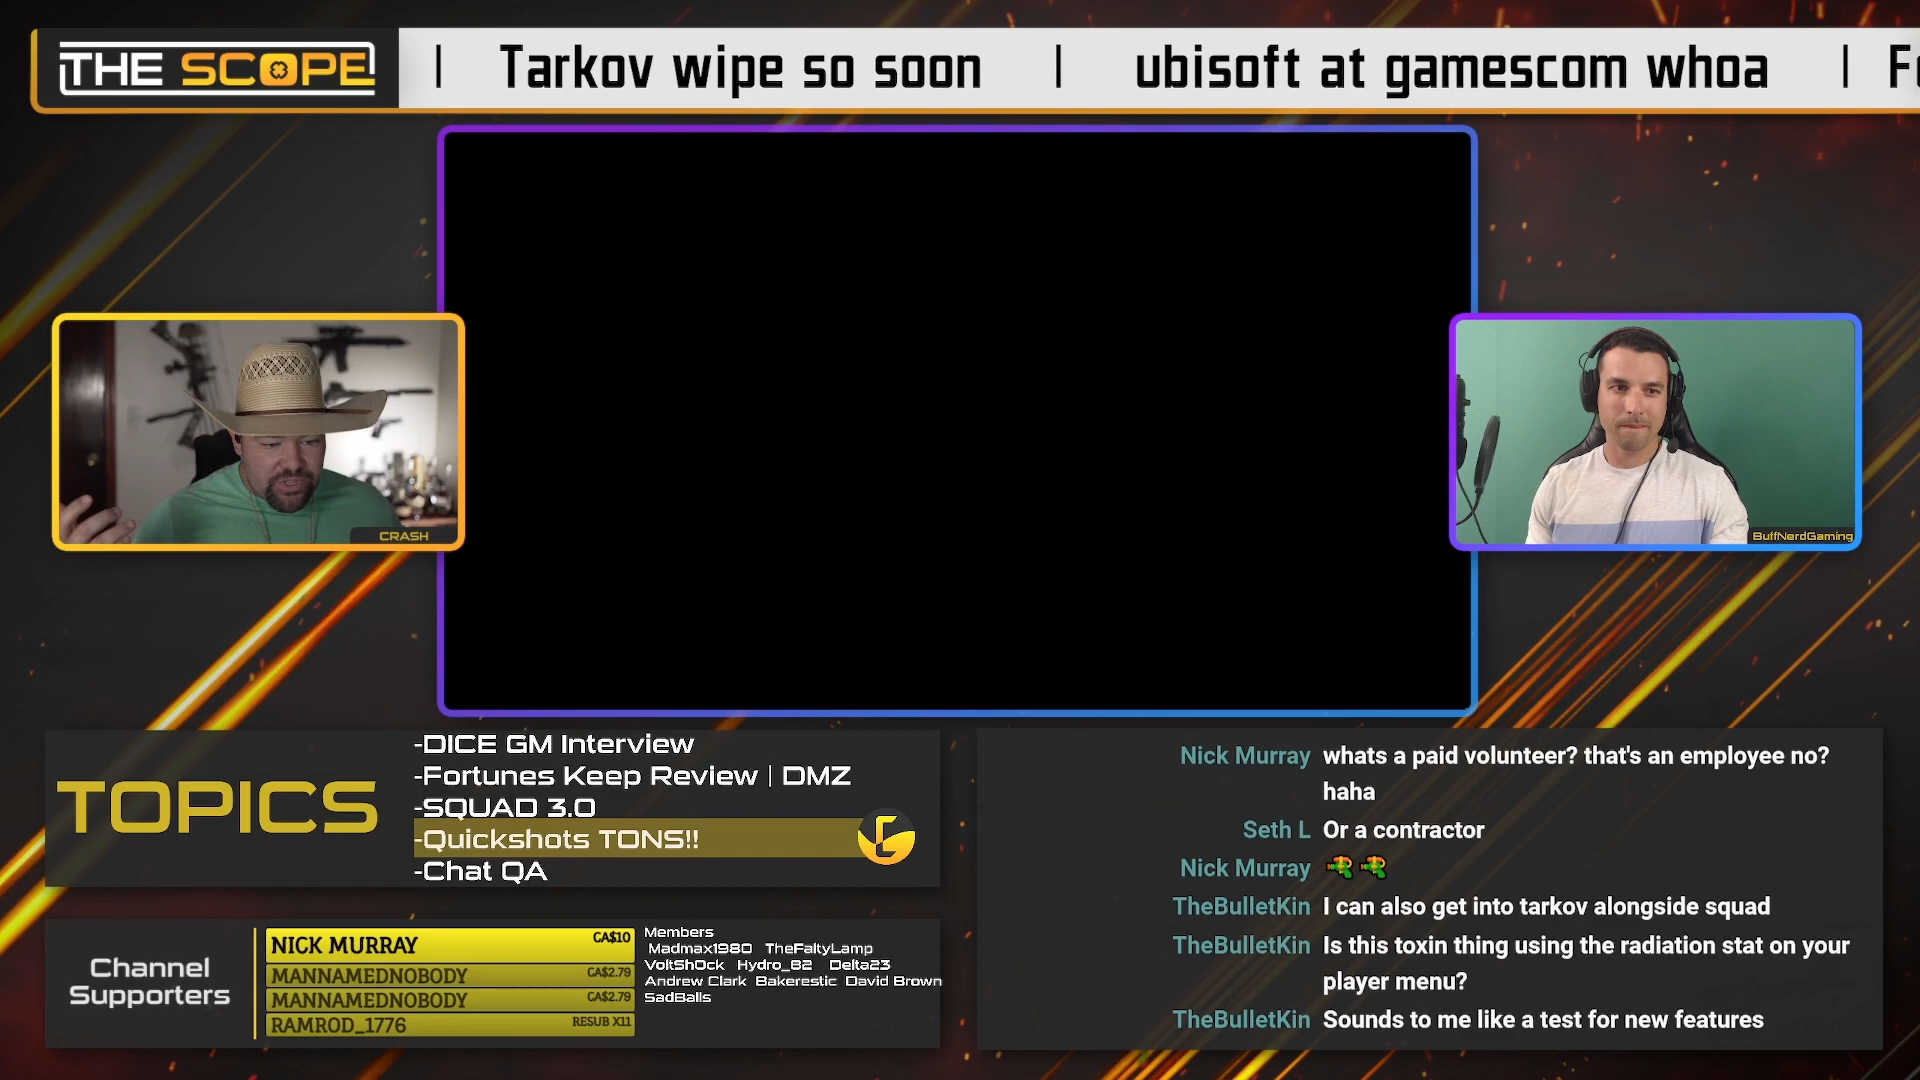 THE SCOPE
| Tarkov wipe so soon | ubisoft at gamescom whoa | F
CRASH
BuffNerdGaming
TOPICS
-DICE GM Interview
-Fortunes Keep Review | DMZ
-SQUAD 3.0
-Quickshots TONS!!
-Chat QA
Channel
Supporters
NICK MURRAY CA$10
MANNAMEDNOBODY CA$2.79
MANNAMEDNOBODY CA$2.79
RAMROD_1776 RESUB X11
Members
Madmax1980 TheFaltyLamp
VoltShOck Hydro_82 Delta23
Andrew Clark Bakerestic David Brown
SadBalls
Nick Murray whats a paid volunteer? that's an employee no?
haha
Seth L Or a contractor
Nick Murray
TheBulletKin I can also get into tarkov alongside squad
TheBulletKin Is this toxin thing using the radiation stat on your
player menu?
TheBulletKin Sounds to me like a test for new features